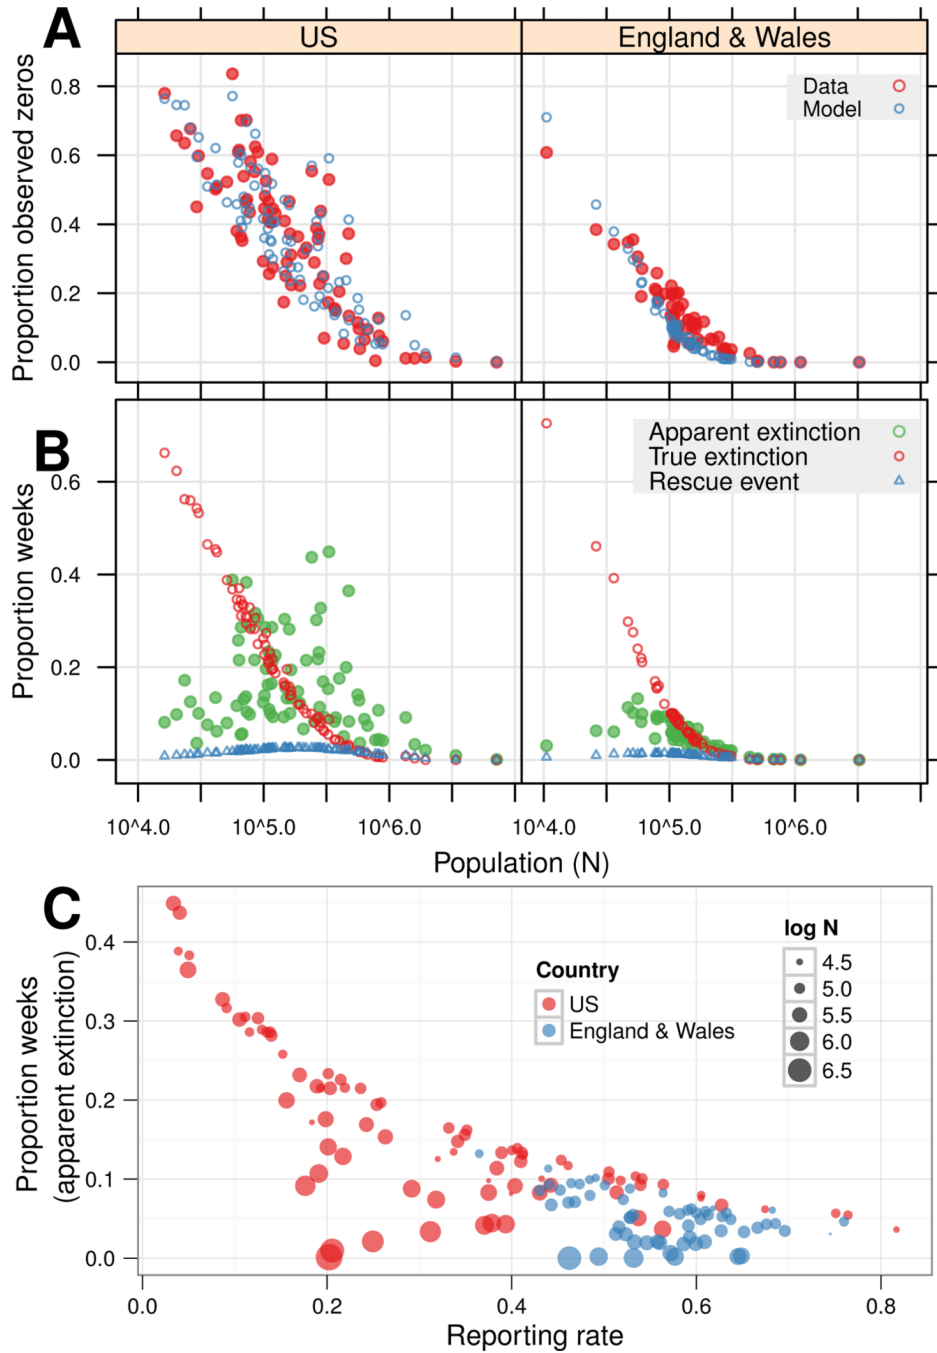 A
US
England & Wales
Proportion observed zeros
0.8
0.6
0.4
0.2
0.0
Data
Model
B
Proportion weeks
0.6
0.4
0.2
0.0
Apparent extinction
True extinction
Rescue event
10^4.0
10^5.0
10^6.0
10^4.0
10^5.0
10^6.0
Population (N)
C
Proportion weeks
(apparent extinction)
0.4
0.3
0.2
0.1
0.0
Country
US
England & Wales
log N
4.5
5.0
5.5
6.0
6.5
0.0
0.2
0.4
0.6
0.8
Reporting rate